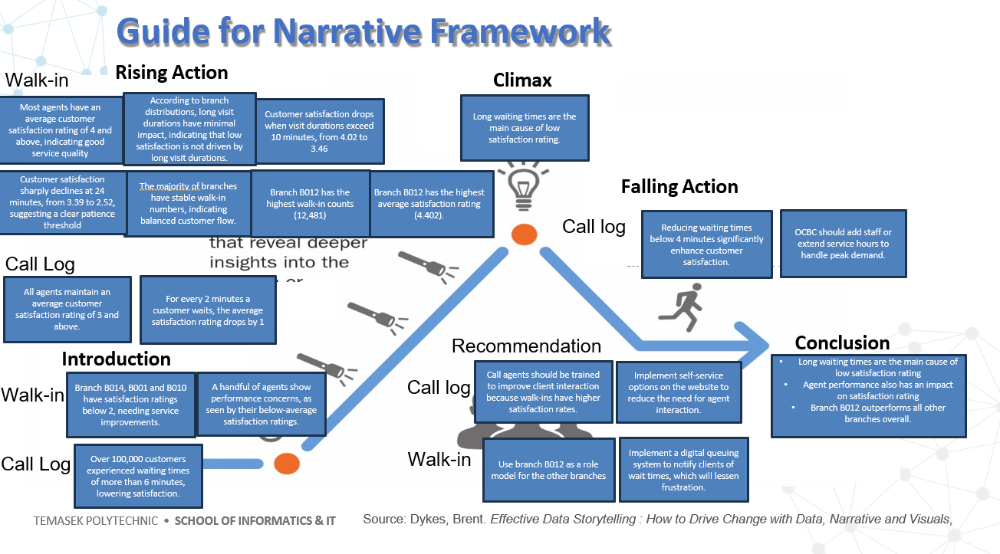 Guide for Narrative Framework
Walk-in
Rising Action
Most agents have an
average customer
satisfaction rating of 4 and
above, indicating good
service quality
According to branch
distributions, long visit
durations have minimal
impact, indicating that low
satisfaction is not driven by
long visit durations.
Customer satisfaction drops
when visit durations exceed
10 minutes, from 4.02 to
3.46
Customer satisfaction
sharply declines at 24
minutes, from 3.39 to 2.52,
suggesting a clear patience
threshold
The majority of branches
have stable walk-in
numbers, indicating
balanced customer flow.
Branch B012 has the
highest walk-in counts
(12,481)
Branch B012 has the highest
average satisfaction rating
(4.402).
that reveal deeper
insights into the
or
Call Log
All agents maintain an
average customer
satisfaction rating of 3 and
above.
For every 2 minutes a
customer waits, the average
satisfaction rating drops by 1
Introduction
Walk-in
Branch B014, B001 and B010
have satisfaction ratings
below 2, needing service
improvements.
A handful of agents show
performance concerns, as
seen by their below-average
satisfaction ratings.
Call Log
Over 100,000 customers
experienced waiting times
of more than 6 minutes,
lowering satisfaction.
Climax
Long waiting times are the
main cause of low
satisfaction rating.
Falling Action
Call log
Reducing waiting times
below 4 minutes significantly
enhance customer
satisfaction.
OCBC should add staff or
extend service hours to
handle peak demand.
Recommendation
Call log
Call agents should be trained
to improve client interaction
because walk-ins have higher
satisfaction rates.
Implement self-service
options on the website to
reduce the need for agent
interaction.
Walk-in
Use branch B012 as a role
model for the other branches
Implement a digital queuing
system to notify clients of
wait times, which will lessen
frustration.
Conclusion
• Long waiting times are the main cause of
low satisfaction rating
• Agent performance also has an impact
on satisfaction rating
• Branch B012 outperforms all other
branches overall.
TEMASEK POLYTECHNIC • SCHOOL OF INFORMATICS & IT
Source: Dykes, Brent. Effective Data Storytelling : How to Drive Change with Data, Narrative and Visuals,